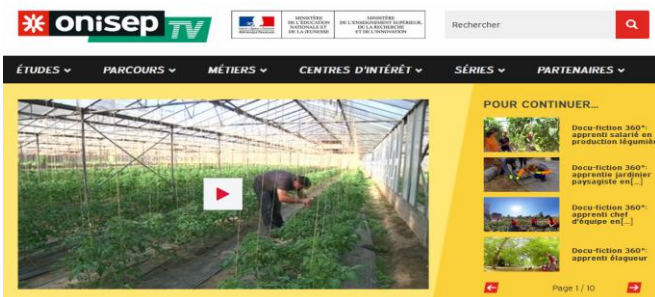 onisep TV
MINISTÈRE
DE L'ÉDUCATION
NATIONALE ET
DE LA JEUNESSE
MINISTÈRE
DE L'ENSEIGNEMENT SUPÉRIEUR,
DE LA RECHERCHE
ET DE L'INNOVATION
Rechercher
ÉTUDES PARCOURS MÉTIERS CENTRES D'INTÉRÊT SÉRIES PARTENAIRES
POUR CONTINUER...
Docu-fiction 360°:
apprenti salarié en
production légumiè
Docu-fiction 360°:
apprentie jardinier
paysagiste en[...]
Docu-fiction 360°:
apprenti chef
d'équipe en[...]
Docu-fiction 360°:
apprenti élagueur
Page 1 / 10